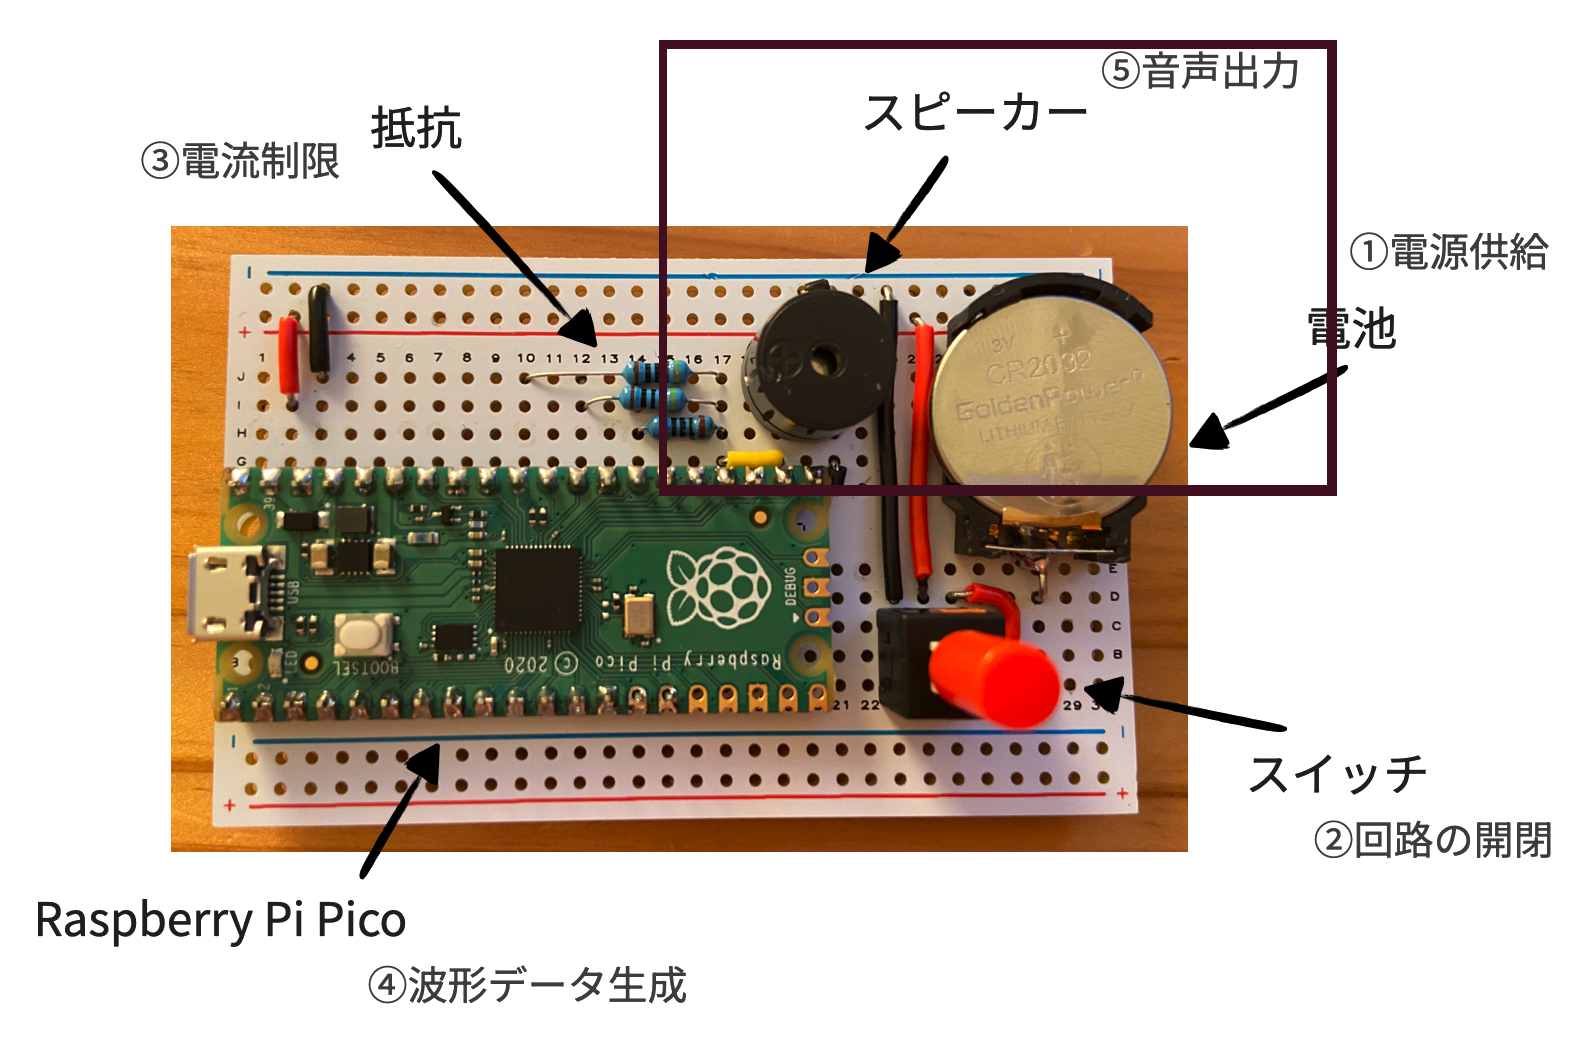 ⑤音声出力
スピーカー
抵抗
③電流制限
①電源供給
電池
3V
+
CR2032
GoldenPower
1 4 5 6 7 8 9 10 11 12 13 14 15 16 17
J
I
H
G
39
USB
DEBUG
BOOTSEL
LED
Raspberry Pi Pico © 2020
E
D
C
B
21 22
29
スイッチ
②回路の開閉
Raspberry Pi Pico
④波形データ生成